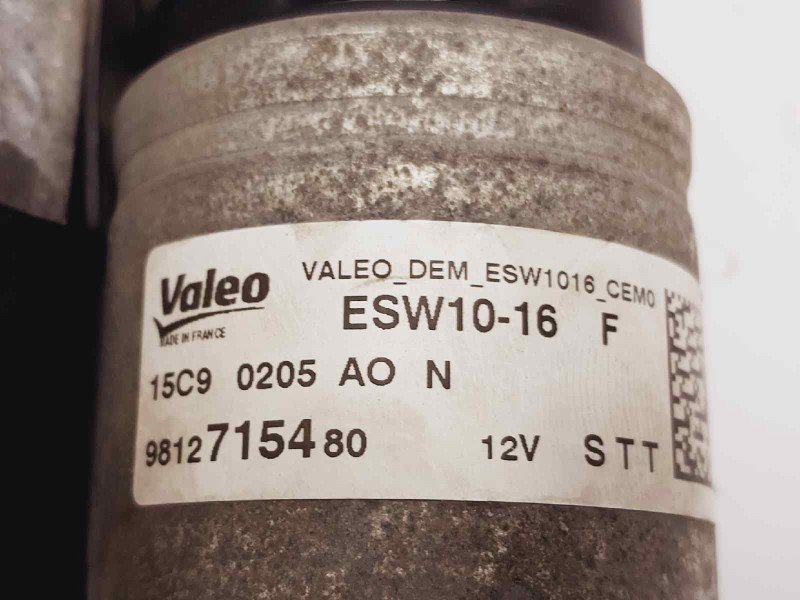 Valeo
MADE IN FRANCE
VALEO_DEM_ESW1016_CEM0
ESW10-16 F
15C9 0205 AO N
9812715480 12V STT